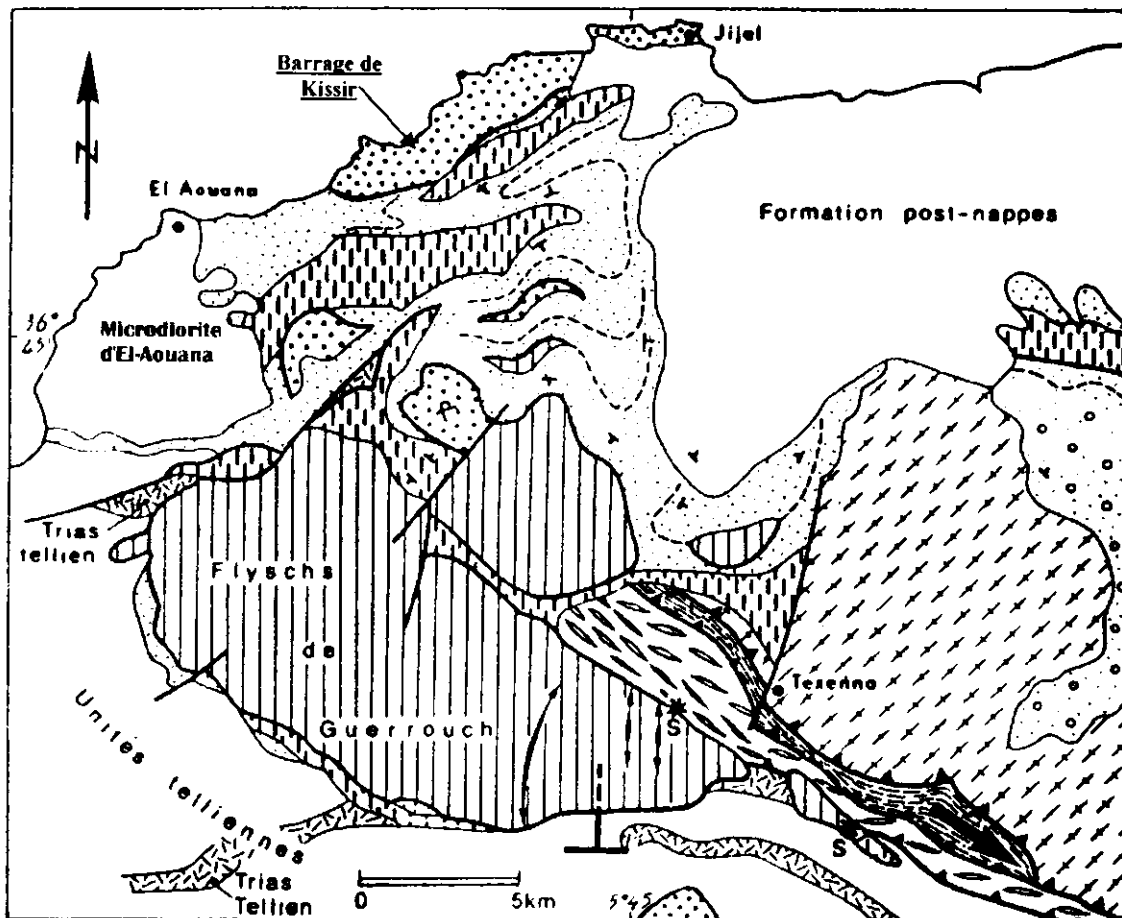 Jijel
Barrage de
Kissir
N
El Aouana
Formation post-nappes
36°
45'
Microdiorite
d'El-Aouana
Trias
tellien
Flyschs
de
Guerrouch
Texenna
S
Unités telliennes
S
Trias
Tellien
0
5km
5°45